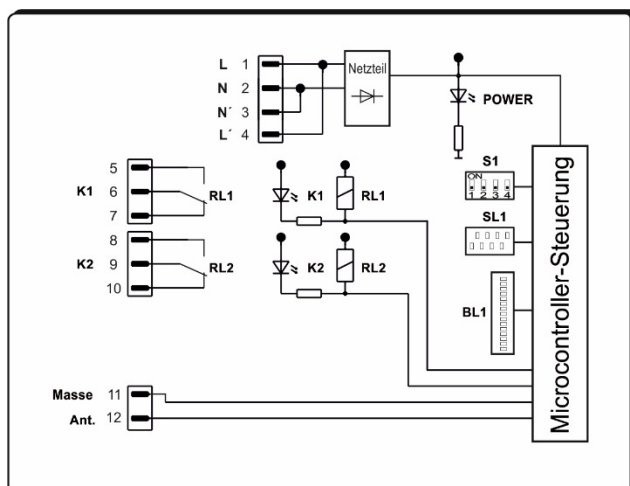 L 1
N 2
N´ 3
L´ 4
Netzteil
POWER
S1
ON
1 2 3 4
SL1
BL1
Microcontroller-Steuerung
5
K1 6 RL1
7
8
K2 9 RL2
10
K1 RL1
K2 RL2
Masse 11
Ant. 12